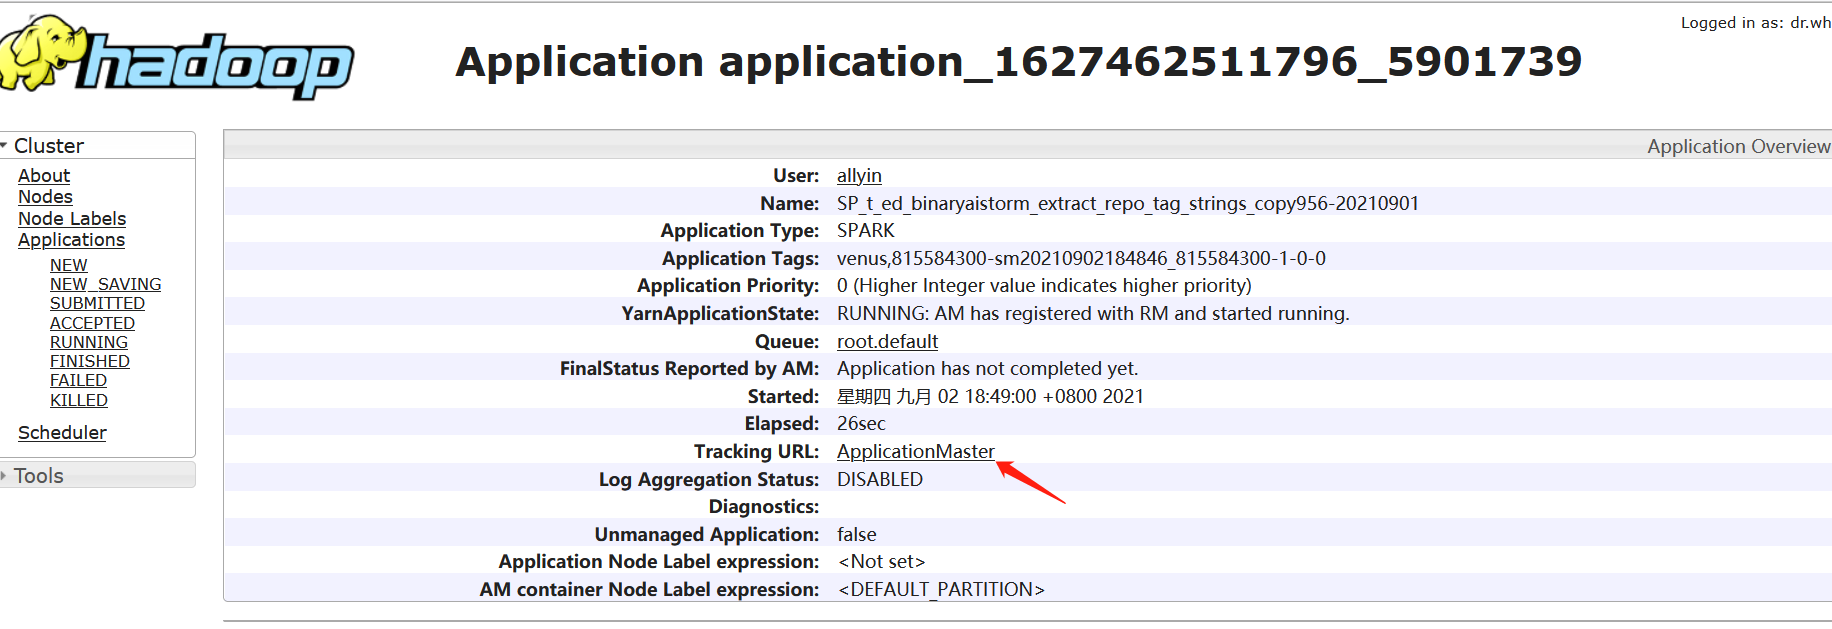 Logged in as: dr.wh
hadoop
Application application_1627462511796_5901739
Cluster
About
Nodes
Node Labels
Applications
NEW
NEW_SAVING
SUBMITTED
ACCEPTED
RUNNING
FINISHED
FAILED
KILLED
Scheduler
Tools
Application Overview
User: allyin
Name: SP_t_ed_binaryaistorm_extract_repo_tag_strings_copy956-20210901
Application Type: SPARK
Application Tags: venus,815584300-sm20210902184846_815584300-1-0-0
Application Priority: 0 (Higher Integer value indicates higher priority)
YarnApplicationState: RUNNING: AM has registered with RM and started running.
Queue: root.default
FinalStatus Reported by AM: Application has not completed yet.
Started: 星期四 九月 02 18:49:00 +0800 2021
Elapsed: 26sec
Tracking URL: ApplicationMaster
Log Aggregation Status: DISABLED
Diagnostics:
Unmanaged Application: false
Application Node Label expression: <Not set>
AM container Node Label expression: <DEFAULT_PARTITION>